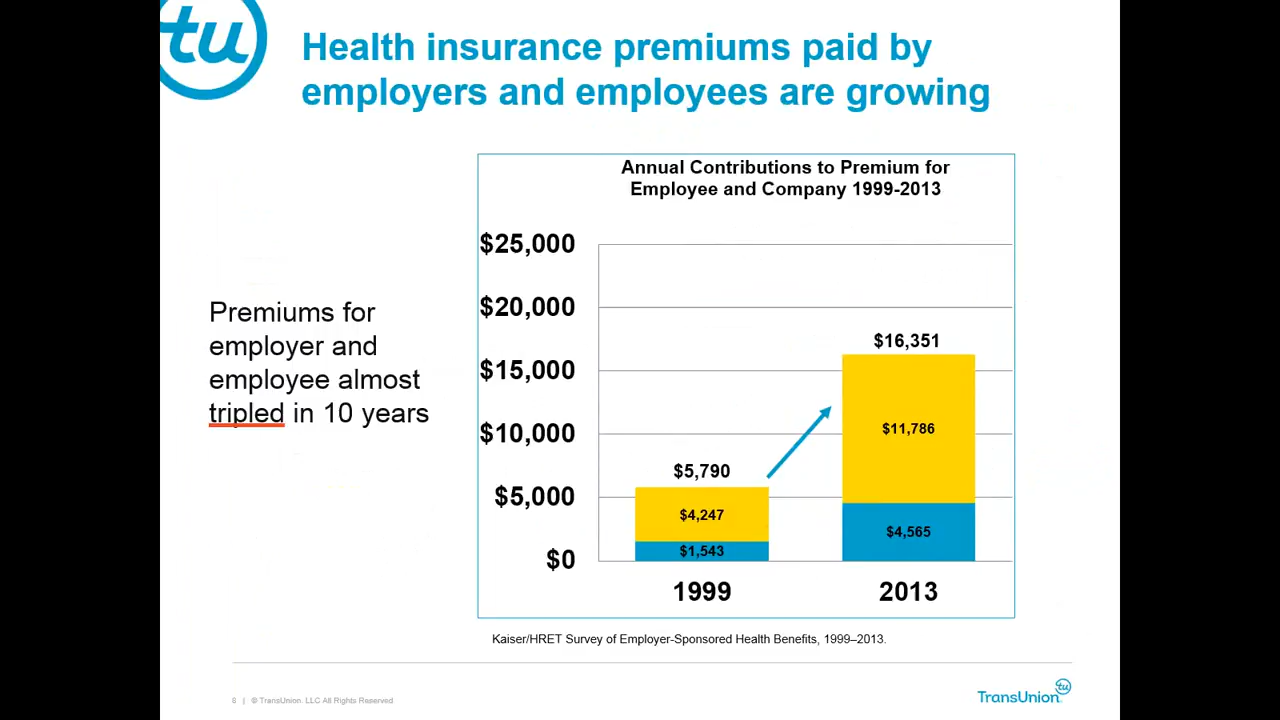 tu
Health insurance premiums paid by
employers and employees are growing
Premiums for
employer and
employee almost
tripled in 10 years
Annual Contributions to Premium for
Employee and Company 1999-2013
$25,000
$20,000
$15,000
$10,000
$5,000
$0
$5,790
$4,247
$1,543
1999
$16,351
$11,786
$4,565
2013
Kaiser/HRET Survey of Employer-Sponsored Health Benefits, 1999–2013.
8 | © TransUnion LLC All Rights Reserved
TransUnion
tu